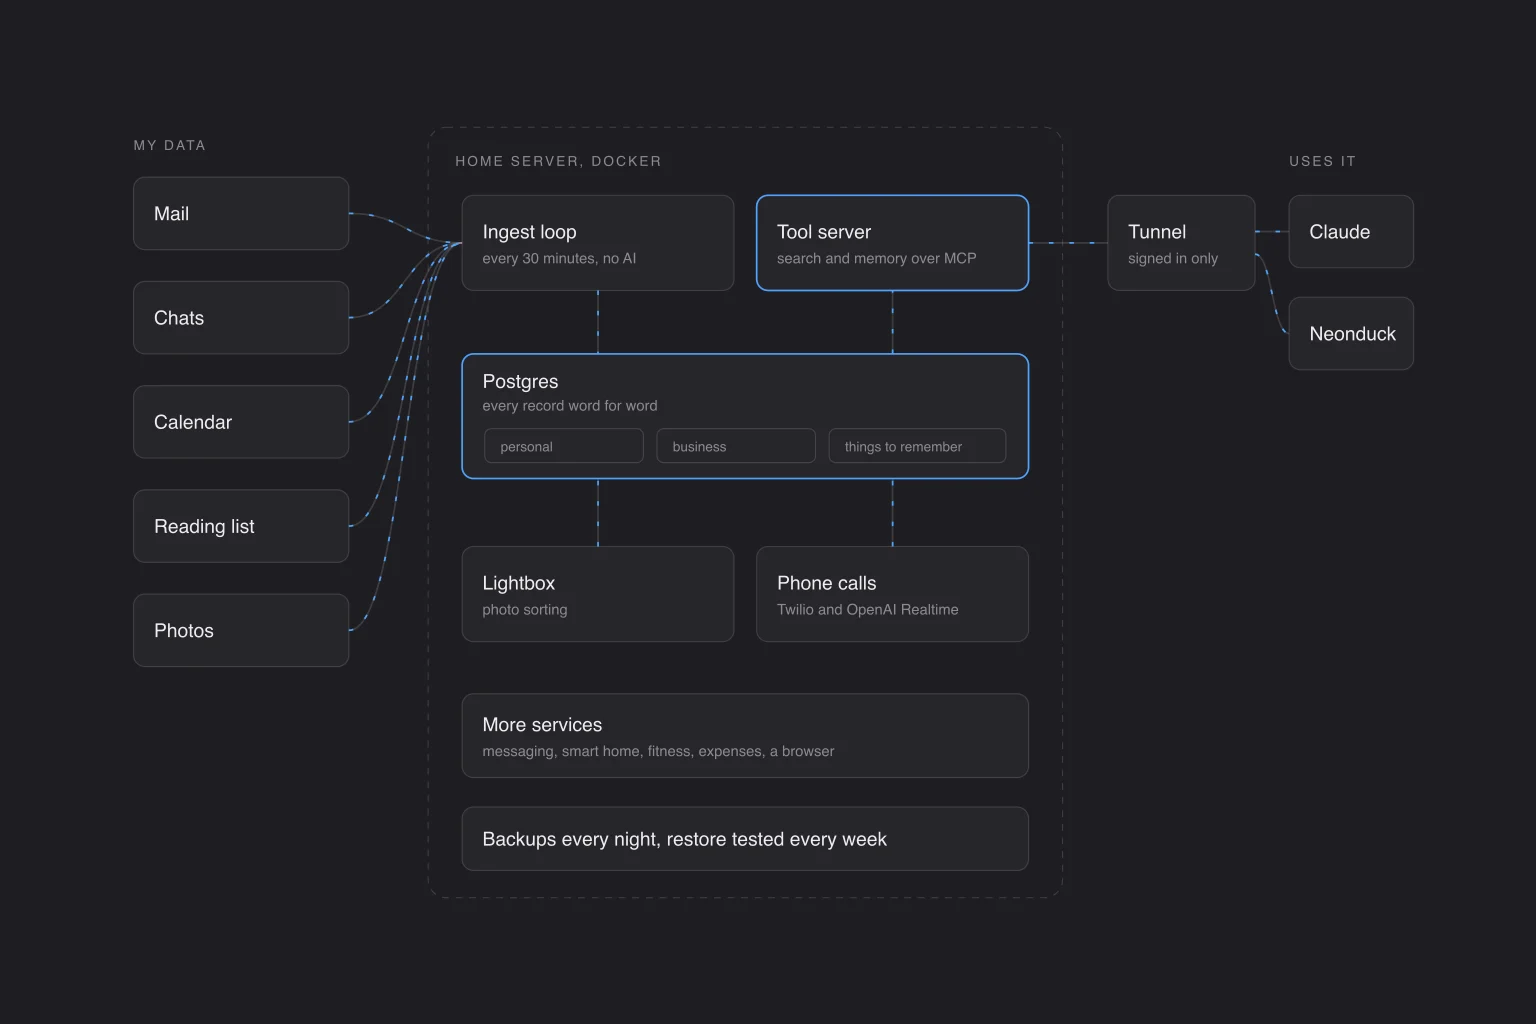 MY DATA
Mail
Chats
Calendar
Reading list
Photos
HOME SERVER, DOCKER
Ingest loop
every 30 minutes, no AI
Tool server
search and memory over MCP
Postgres
every record word for word
personal
business
things to remember
Lightbox
photo sorting
Phone calls
Twilio and OpenAI Realtime
More services
messaging, smart home, fitness, expenses, a browser
Backups every night, restore tested every week
Tunnel
signed in only
USES IT
Claude
Neonduck